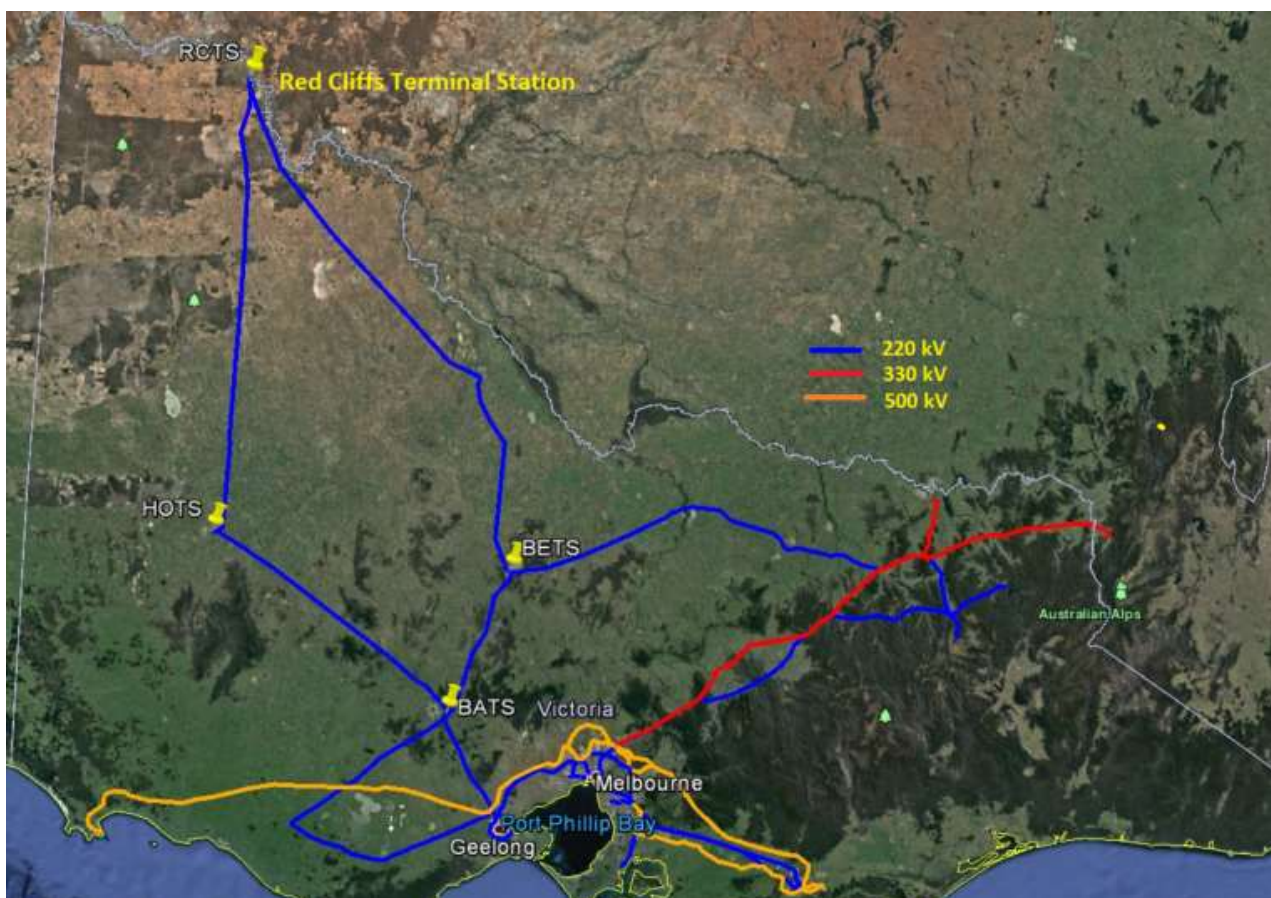 RCTS
Red Cliffs Terminal Station
220 kV
330 kV
500 kV
HOTS
BETS
Australian Alps
BATS
Victoria
Melbourne
Port Phillip Bay
Geelong